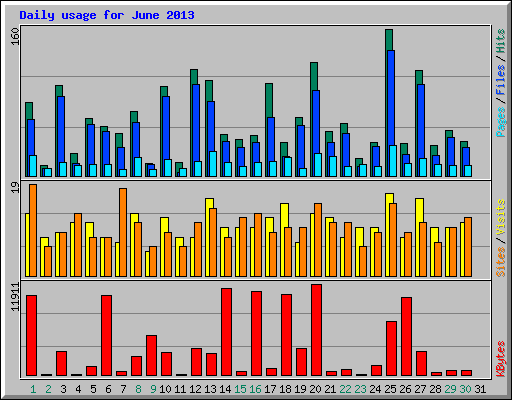 Daily usage for June 2013
160
Pages / Files / Hits
19
Sites / Visits
11911
KBytes
1 2 3 4 5 6 7 8 9 10 11 12 13 14 15 16 17 18 19 20 21 22 23 24 25 26 27 28 29 30 31